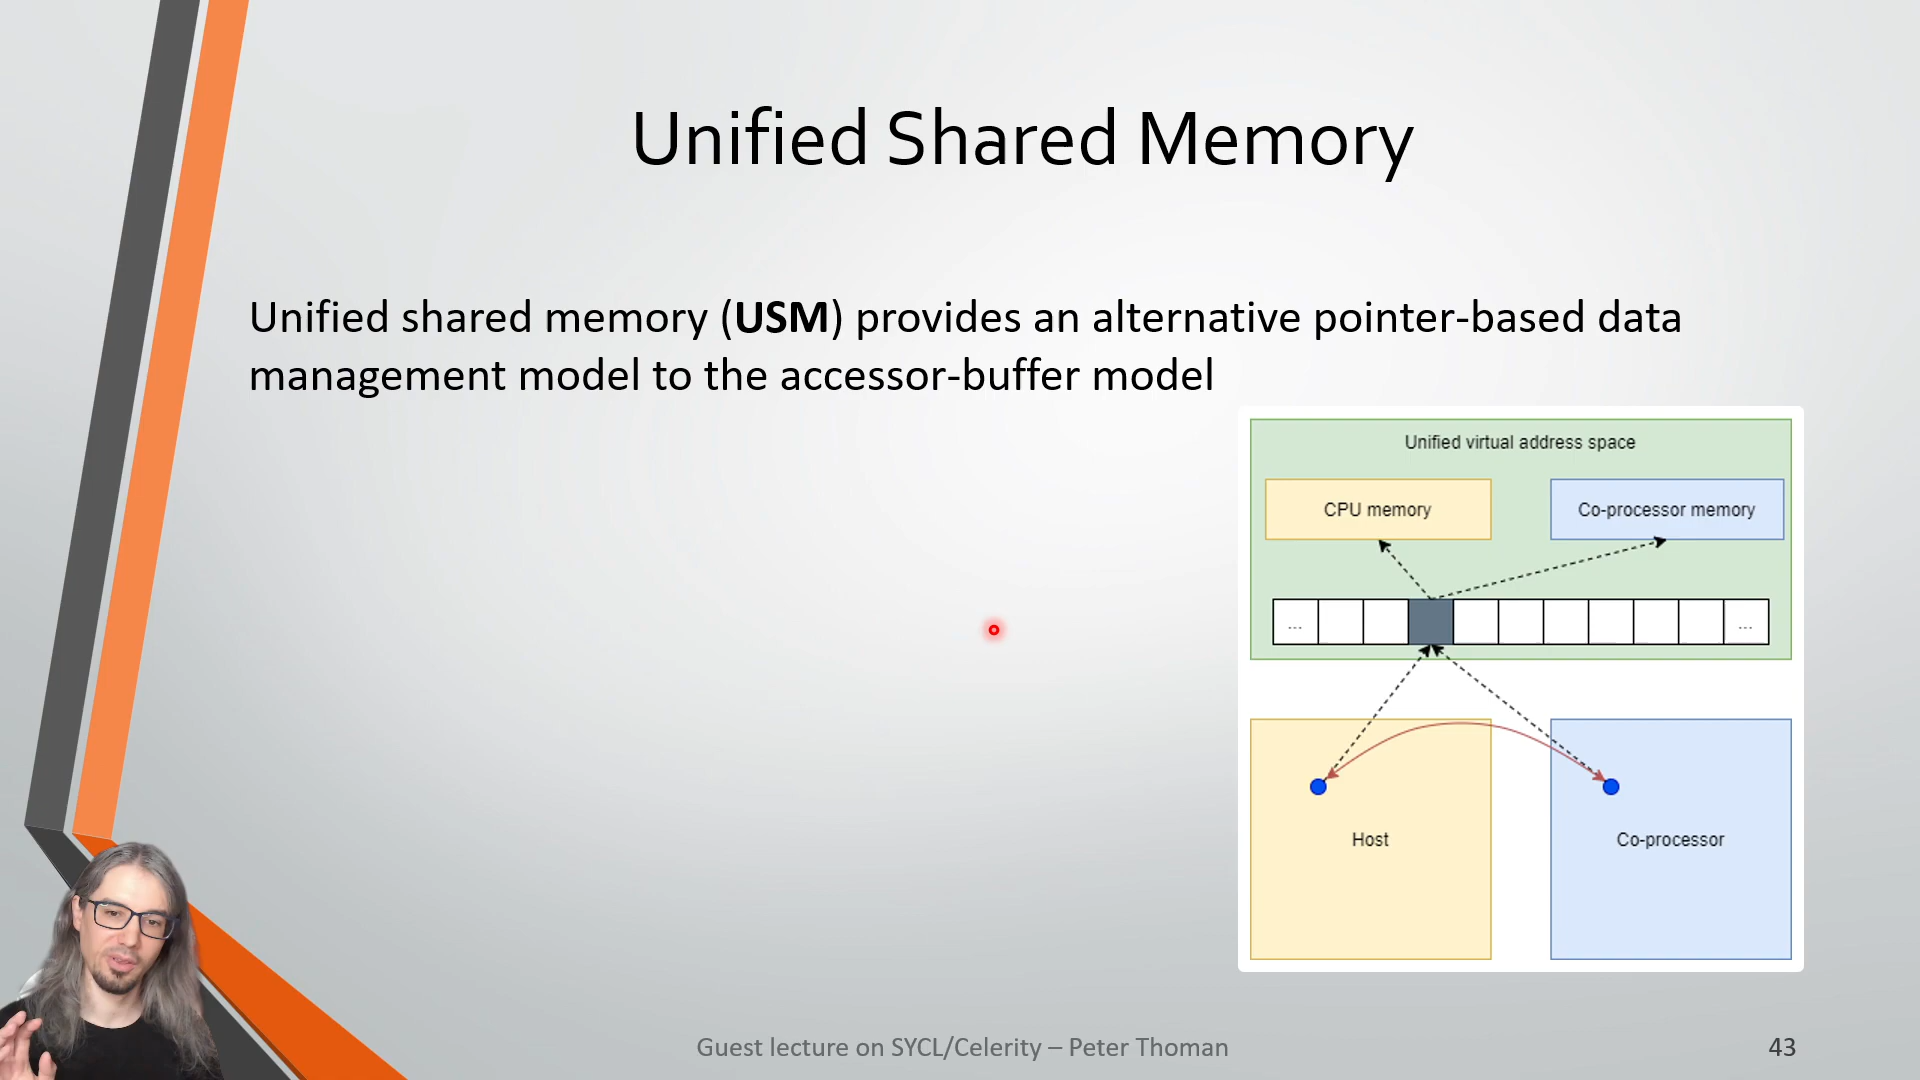 Unified Shared Memory
Unified shared memory (USM) provides an alternative pointer-based data
management model to the accessor-buffer model
Unified virtual address space
CPU memory
Co-processor memory
...
...
Host
Co-processor
Guest lecture on SYCL/Celerity – Peter Thoman
43